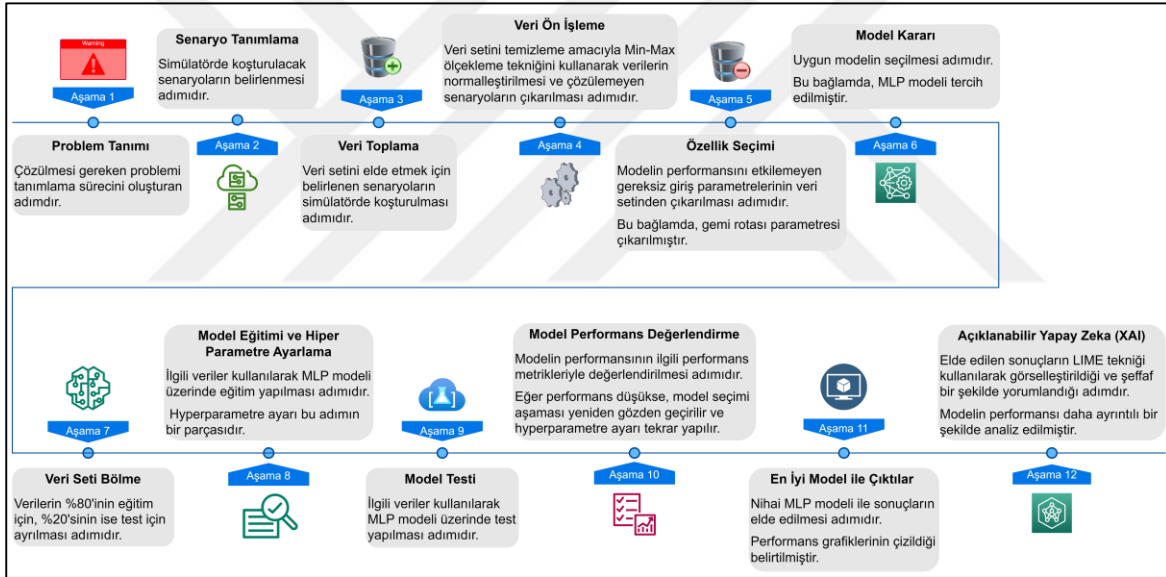 Warning
Aşama 1
Problem Tanımı
Çözülmesi gereken problemi
tanımlama sürecini oluşturan
adımdır.
Senaryo Tanımlama
Simülatörde koşturulacak
senaryoların belirlenmesi
adımıdır.
Aşama 2
Aşama 3
Veri Toplama
Veri setini elde etmek için
belirlenen senaryoların
simülatörde koşturulması
adımıdır.
Veri Ön İşleme
Veri setini temizleme amacıyla Min-Max
ölçekleme tekniğini kullanarak verilerin
normalleştirilmesi ve çözülemeyen
senaryoların çıkarılması adımıdır.
Aşama 4
Aşama 5
Özellik Seçimi
Modelin performansını etkilemeyen
gereksiz giriş parametrelerinin veri
setinden çıkarılması adımıdır.
Bu bağlamda, gemi rotası parametresi
çıkarılmıştır.
Model Kararı
Uygun modelin seçilmesi adımıdır.
Bu bağlamda, MLP modeli tercih
edilmiştir.
Aşama 6
Aşama 7
Veri Seti Bölme
Verilerin %80'inin eğitim
için, %20'sinin ise test için
ayrılması adımıdır.
Model Eğitimi ve Hiper
Parametre Ayarlama
İlgili veriler kullanılarak MLP modeli
üzerinde eğitim yapılması adımıdır.
Hyperparametre ayarı bu adımın
bir parçasıdır.
Aşama 8
Aşama 9
Model Testi
İlgili veriler kullanılarak
MLP modeli üzerinde test
yapılması adımıdır.
Model Performans Değerlendirme
Modelin performansının ilgili performans
metrikleriyle değerlendirilmesi adımıdır.
Eğer performans düşükse, model seçimi
aşaması yeniden gözden geçirilir ve
hyperparametre ayarı tekrar yapılır.
Aşama 10
Aşama 11
En İyi Model ile Çıktılar
Nihai MLP modeli ile sonuçların
elde edilmesi adımıdır.
Performans grafiklerinin çizildiği
belirtilmiştir.
Açıklanabilir Yapay Zeka (XAI)
Elde edilen sonuçların LIME tekniği
kullanılarak görselleştirildiği ve şeffaf
bir şekilde yorumlandığı adımdır.
Modelin performansı daha ayrıntılı bir
şekilde analiz edilmiştir.
Aşama 12